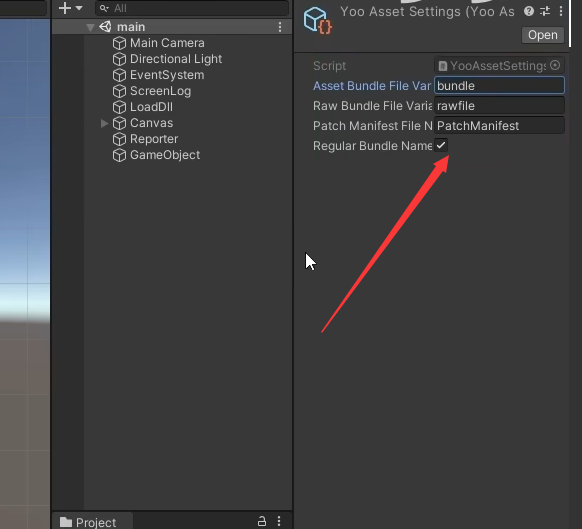 All
main
Main Camera
Directional Light
EventSystem
ScreenLog
LoadDll
Canvas
Reporter
GameObject
Project
Yoo Asset Settings (Yoo As
Open
Script YooAssetSettings
Asset Bundle File Var bundle
Raw Bundle File Varia rawfile
Patch Manifest File N PatchManifest
Regular Bundle Name